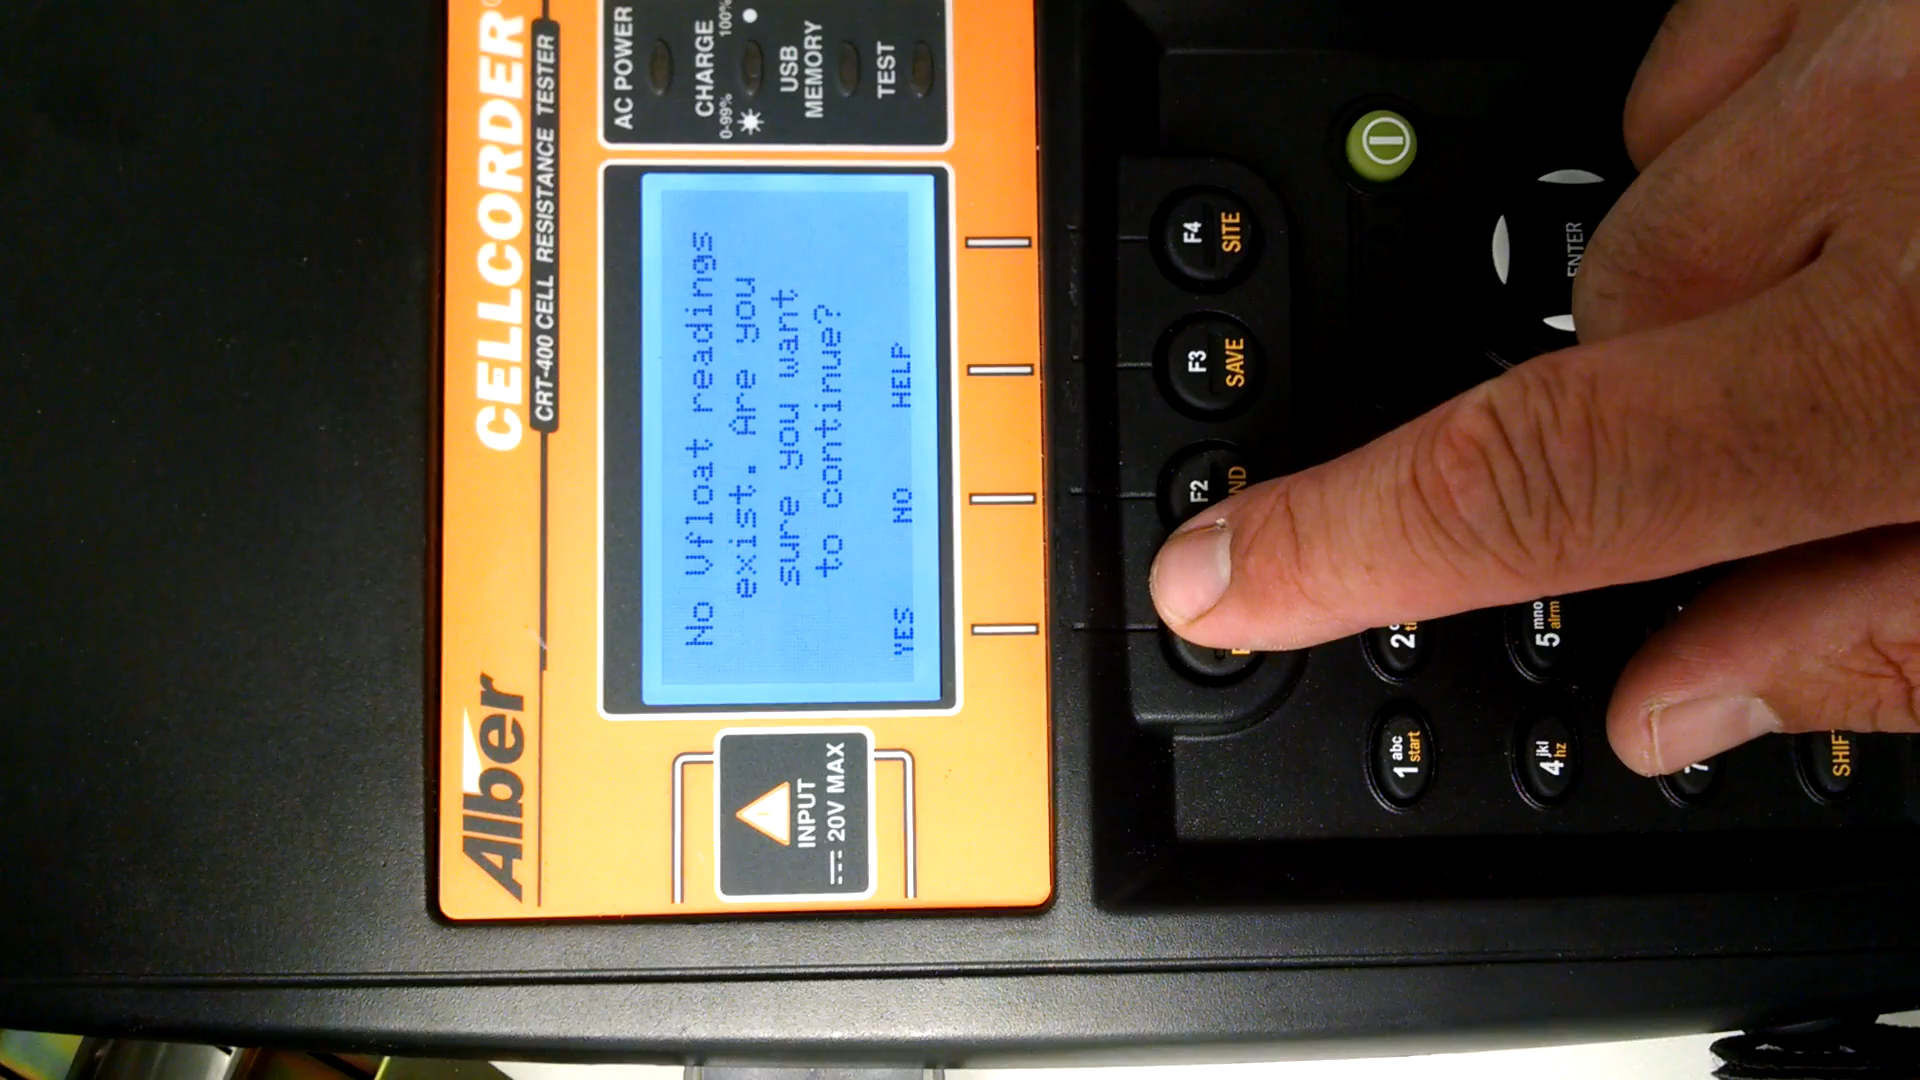 Alber
CELLCORDER®
CRT-400 CELL RESISTANCE TESTER
INPUT
20V MAX
No Vfloat readings
exist. Are you
sure you want
to continue?
YES NO HELP
AC POWER
CHARGE
0-99% 100%
USB
MEMORY
TEST
F2
F3
SAVE
F4
SITE
ENTER
1 abc
start
2
4 jkl
hz
5 mno
alrm
7